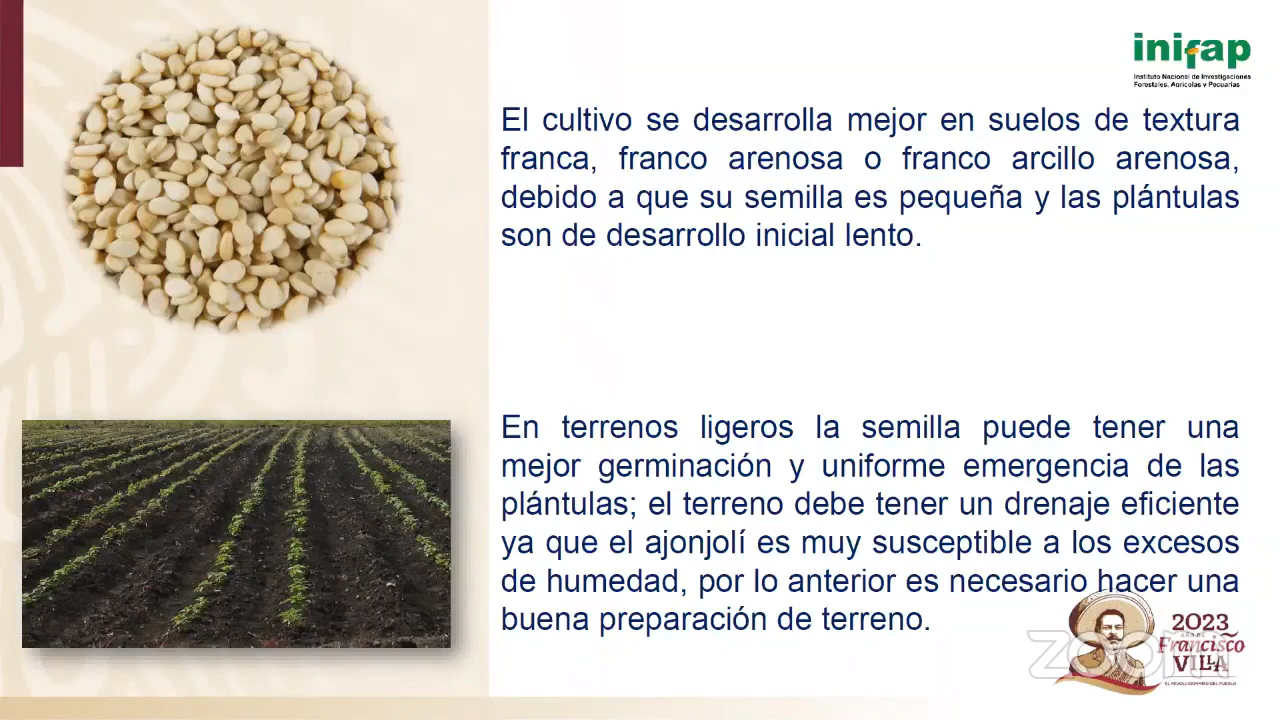 inifap
Instituto Nacional de Investigaciones
Forestales, Agrícolas y Pecuarias
El cultivo se desarrolla mejor en suelos de textura
franca, franco arenosa o franco arcillo arenosa,
debido a que su semilla es pequeña y las plántulas
son de desarrollo inicial lento.
En terrenos ligeros la semilla puede tener una
mejor germinación y uniforme emergencia de las
plántulas; el terreno debe tener un drenaje eficiente
ya que el ajonjolí es muy susceptible a los excesos
de humedad, por lo anterior es necesario hacer una
buena preparación de terreno.
2023
AÑO DE
Francisco
VILLA
EL REVOLUCIONARIO DEL PUEBLO
zoom